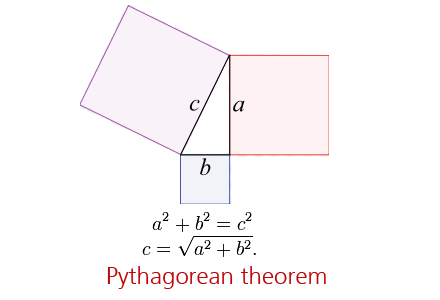 c a
b
a² + b² = c²
c = √a² + b².
Pythagorean theorem